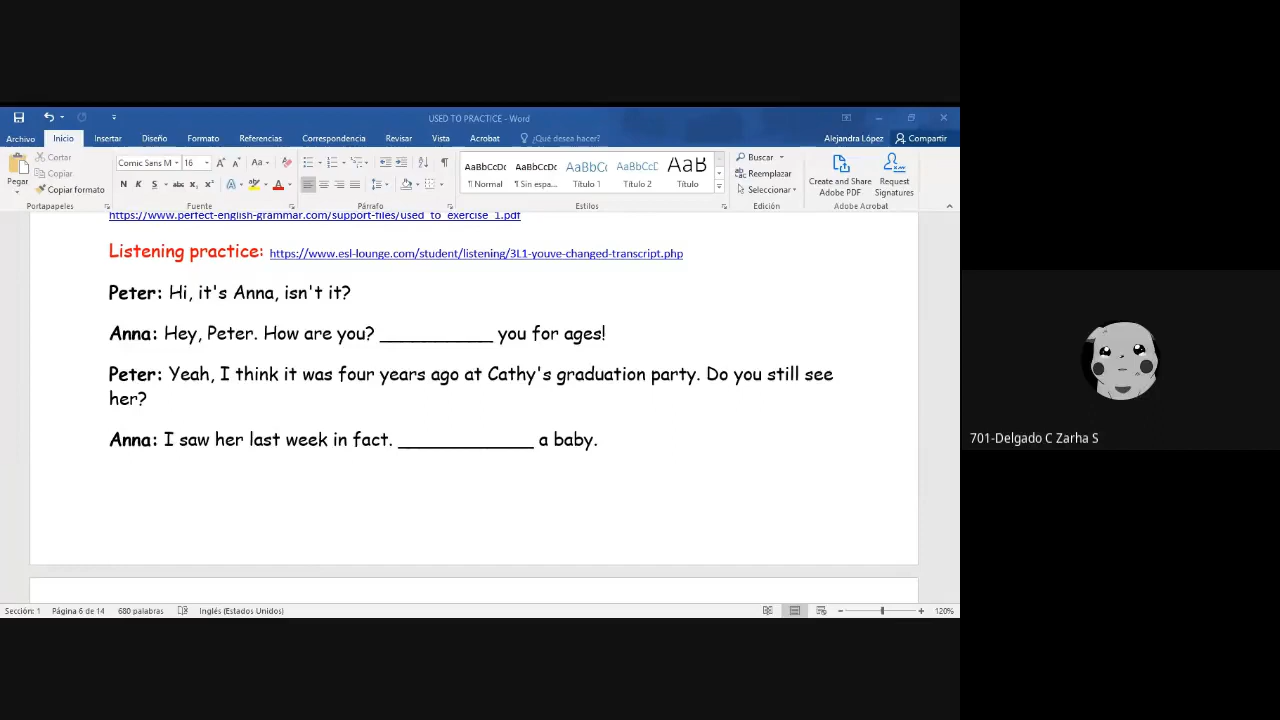 USED TO PRACTICE - Word
Archivo Inicio Insertar Diseño Formato Referencias Correspondencia Revisar Vista Acrobat ¿Qué desea hacer? Alejandra López Compartir
Pegar
Cortar
Copiar
Copiar formato
Portapapeles
Comic Sans M 16
N K S abc x₂ x²
Fuente
Párrafo
AaBbCcDc AaBbCcDc AaBbC AaBbCcC AaB
¶ Normal ¶ Sin espa... Título 1 Título 2 Título
Estilos
Buscar
Reemplazar
Seleccionar
Edición
Create and Share Adobe PDF
Request Signatures
Adobe Acrobat
https://www.perfect-english-grammar.com/support-files/used_to_exercise_1.pdf
Listening practice: https://www.esl-lounge.com/student/listening/3L1-youve-changed-transcript.php
Peter: Hi, it's Anna, isn't it?
Anna: Hey, Peter. How are you? ___________ you for ages!
Peter: Yeah, I think it was four years ago at Cathy's graduation party. Do you still see
her?
Anna: I saw her last week in fact. _____________ a baby.
Sección: 1 Página 6 de 14 680 palabras Inglés (Estados Unidos) 120%
701-Delgado C Zarha S